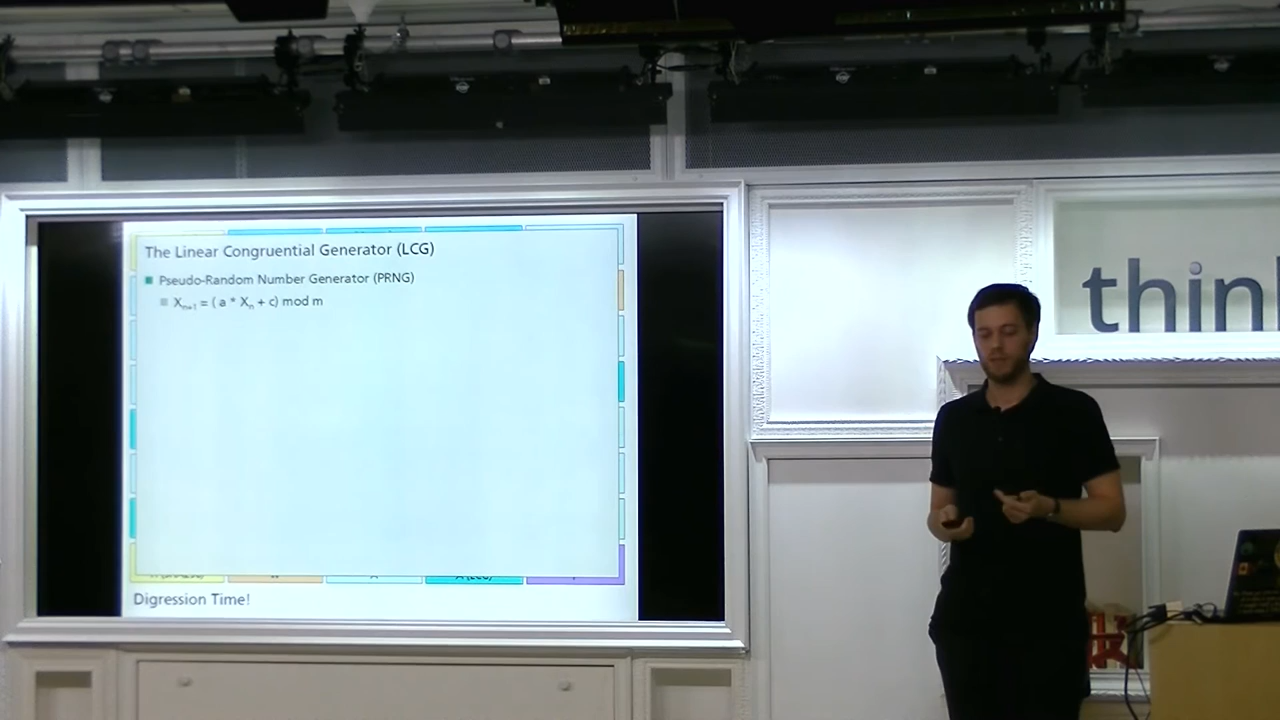 The Linear Congruential Generator (LCG)
Pseudo-Random Number Generator (PRNG)
Xn+1 = ( a * Xn + c) mod m
Digression Time!
thin